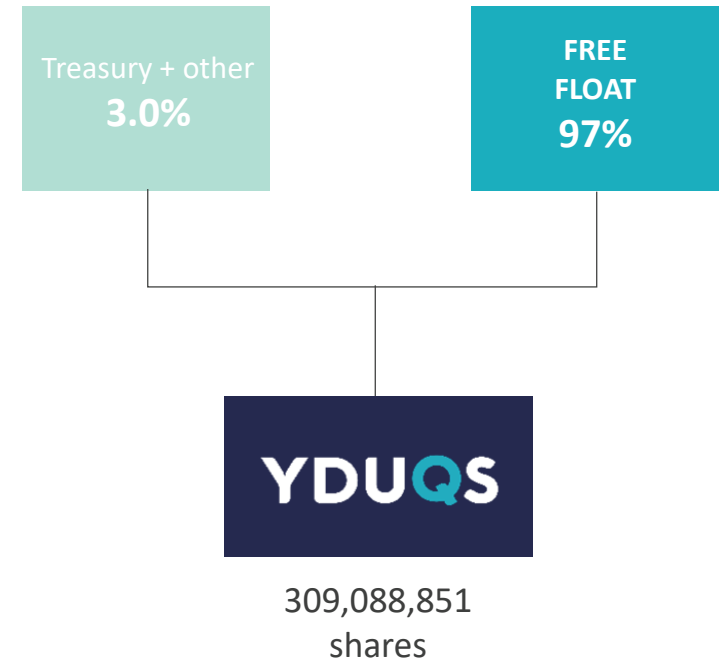 Treasury + other
3.0%
FREE
FLOAT
97%
YDUQS
309,088,851
shares